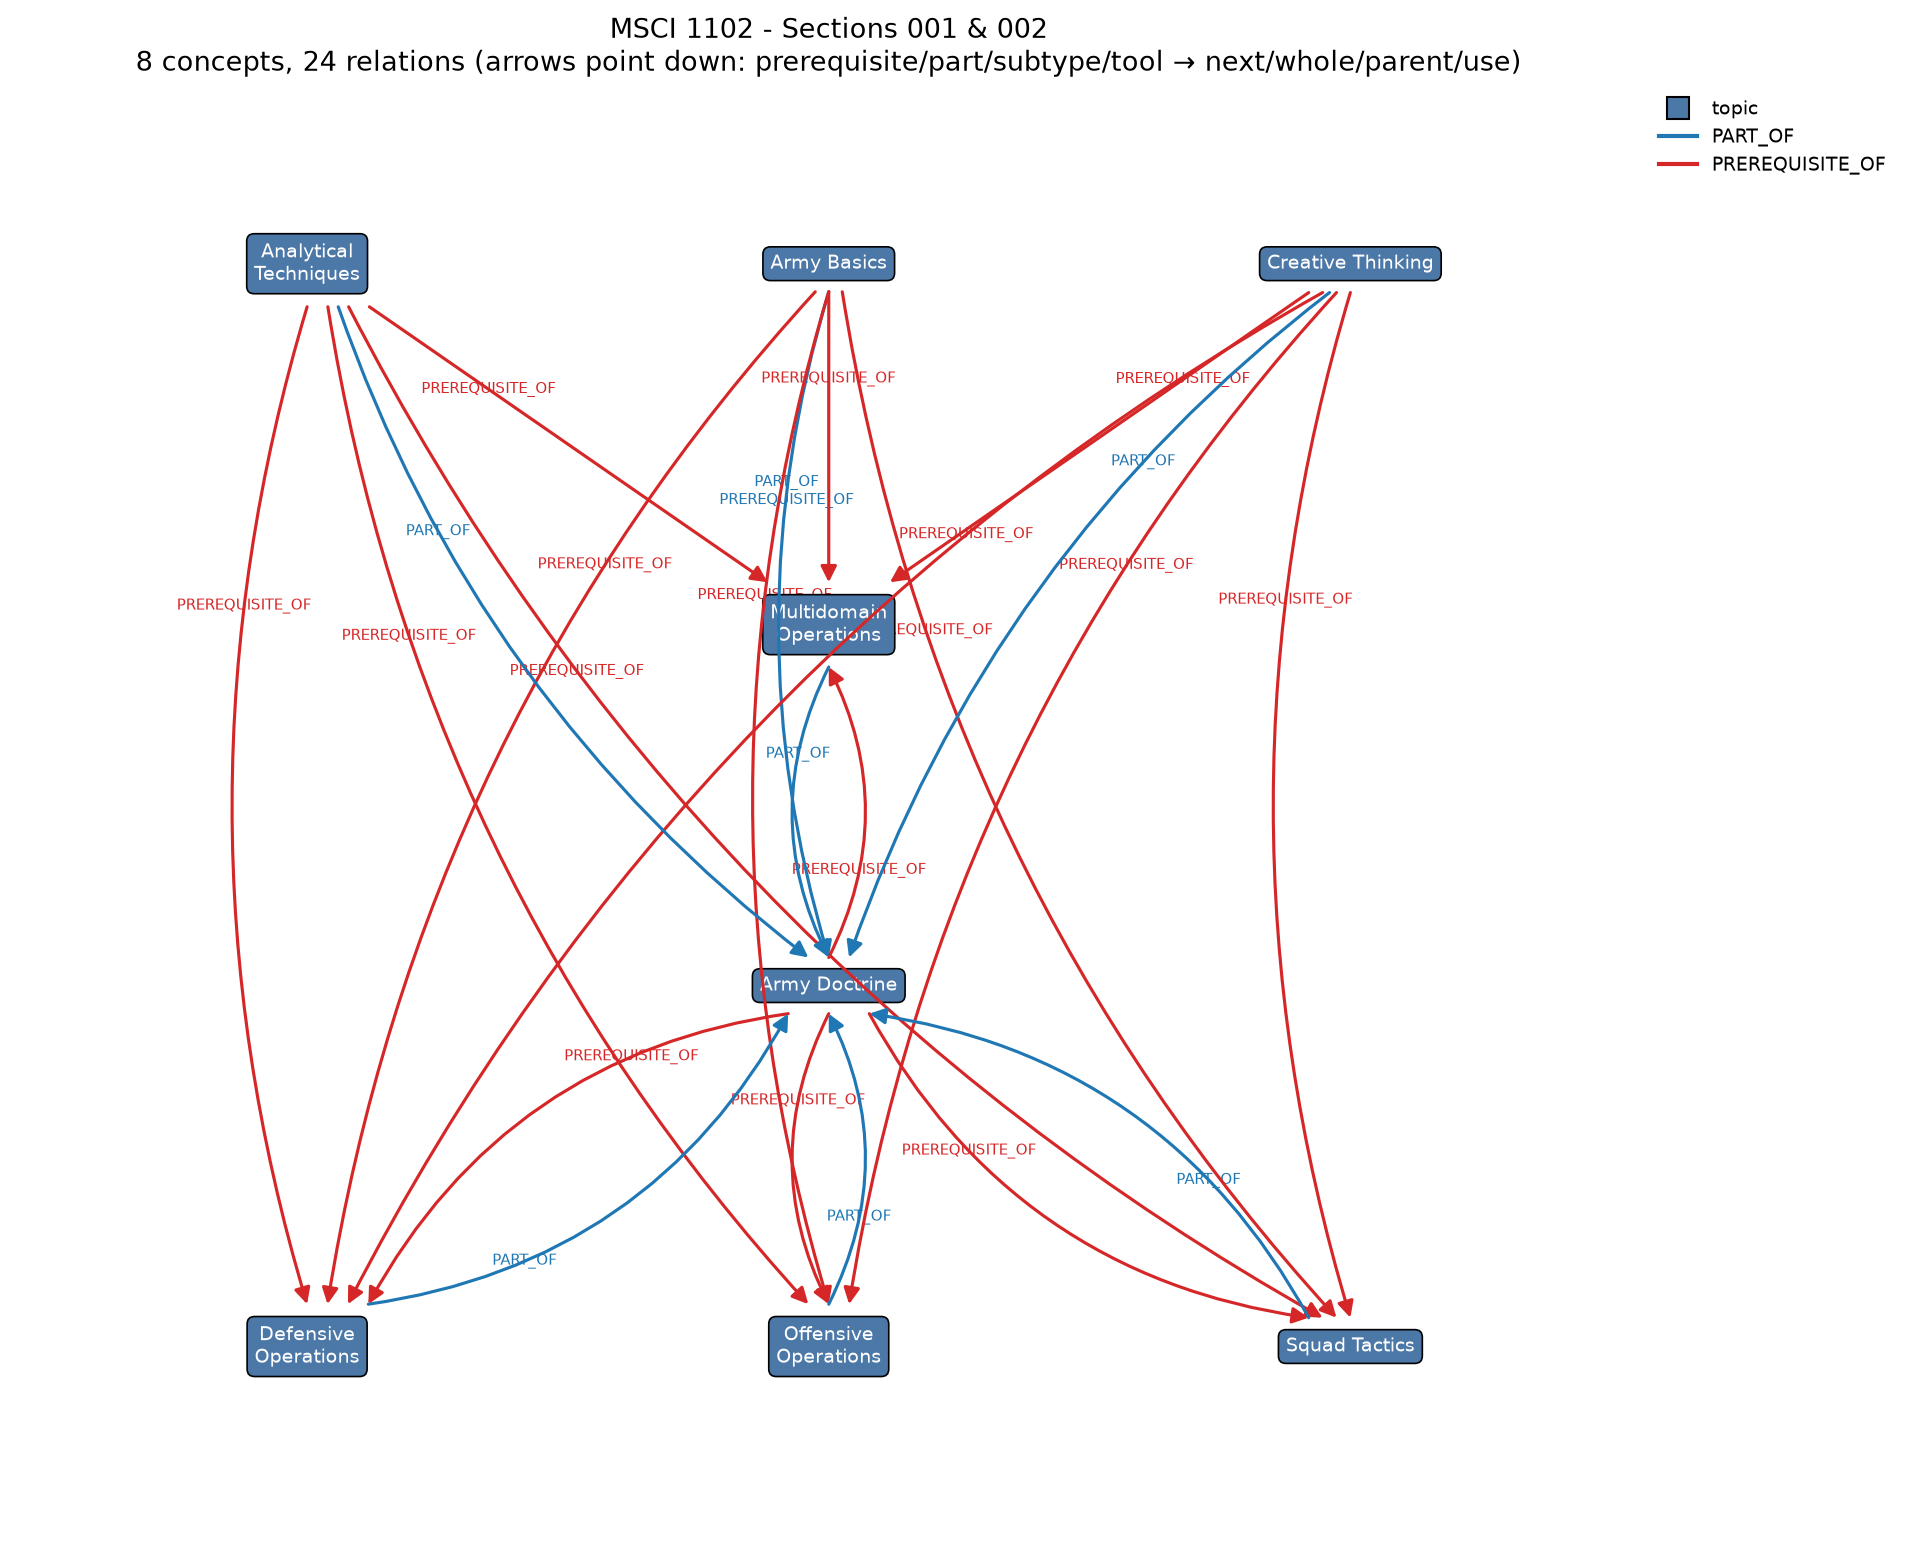 MSCI 1102 - Sections 001 & 002
8 concepts, 24 relations (arrows point down: prerequisite/part/subtype/tool → next/whole/parent/use)
topic
PART_OF
PREREQUISITE_OF
Analytical
Techniques
Army Basics
Creative Thinking
PREREQUISITE_OF
PREREQUISITE_OF
PREREQUISITE_OF
PART_OF
PART_OF
PREREQUISITE_OF
PART_OF
PREREQUISITE_OF
PREREQUISITE_OF
PREREQUISITE_OF
PREREQUISITE_OF
PREREQUISITE_OF
PREREQUISITE_OF
Multidomain
Operations
EQUISITE_OF
PREREQUISITE_OF
PREREQUISITE_OF
PART_OF
PREREQUISITE_OF
Army Doctrine
PREREQUISITE_OF
PREREQUISITE_OF
PREREQUISITE_OF
PART_OF
PART_OF
PART_OF
Defensive
Operations
Offensive
Operations
Squad Tactics